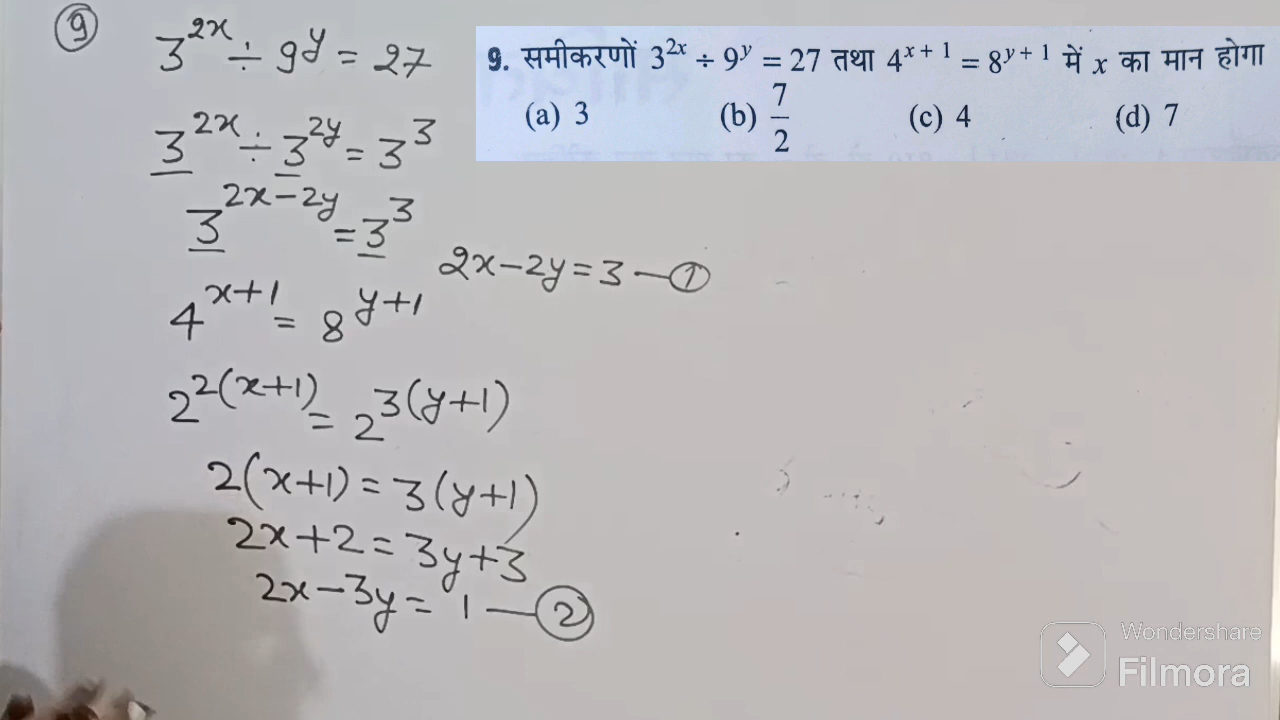 9
3^{2x} ÷ 9^y = 27
3^{2x} ÷ 3^{2y} = 3^3
3^{2x-2y} = 3^3
2x-2y = 3 — ①
4^{x+1} = 8^{y+1}
2^{2(x+1)} = 2^{3(y+1)}
2(x+1) = 3(y+1)
2x+2 = 3y+3
2x-3y = 1 — ②
9. समीकरणों 3^{2x} ÷ 9^y = 27 तथा 4^{x + 1} = 8^{y + 1} में x का मान होगा
(a) 3 (b) 7/2 (c) 4 (d) 7
Wondershare
Filmora